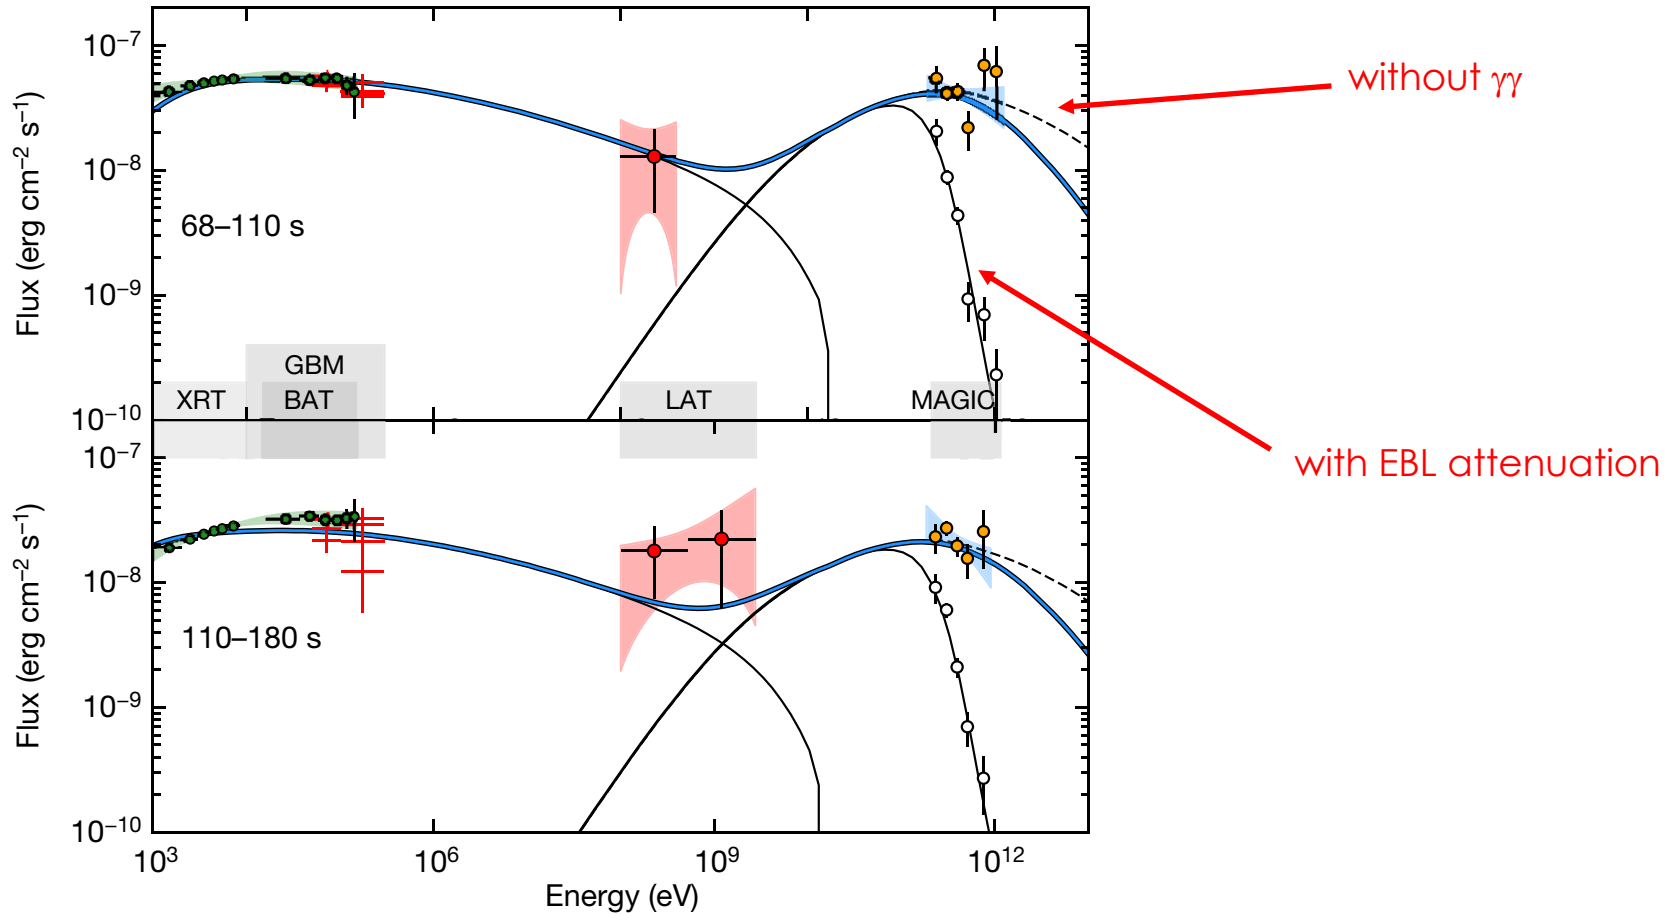 10⁻⁷
without γγ
10⁻⁸
Flux (erg cm⁻² s⁻¹)
68–110 s
10⁻⁹
GBM
XRT BAT LAT MAGIC
10⁻¹⁰
10⁻⁷
with EBL attenuation
10⁻⁸
Flux (erg cm⁻² s⁻¹)
110–180 s
10⁻⁹
10⁻¹⁰
10³ 10⁶ 10⁹ 10¹²
Energy (eV)